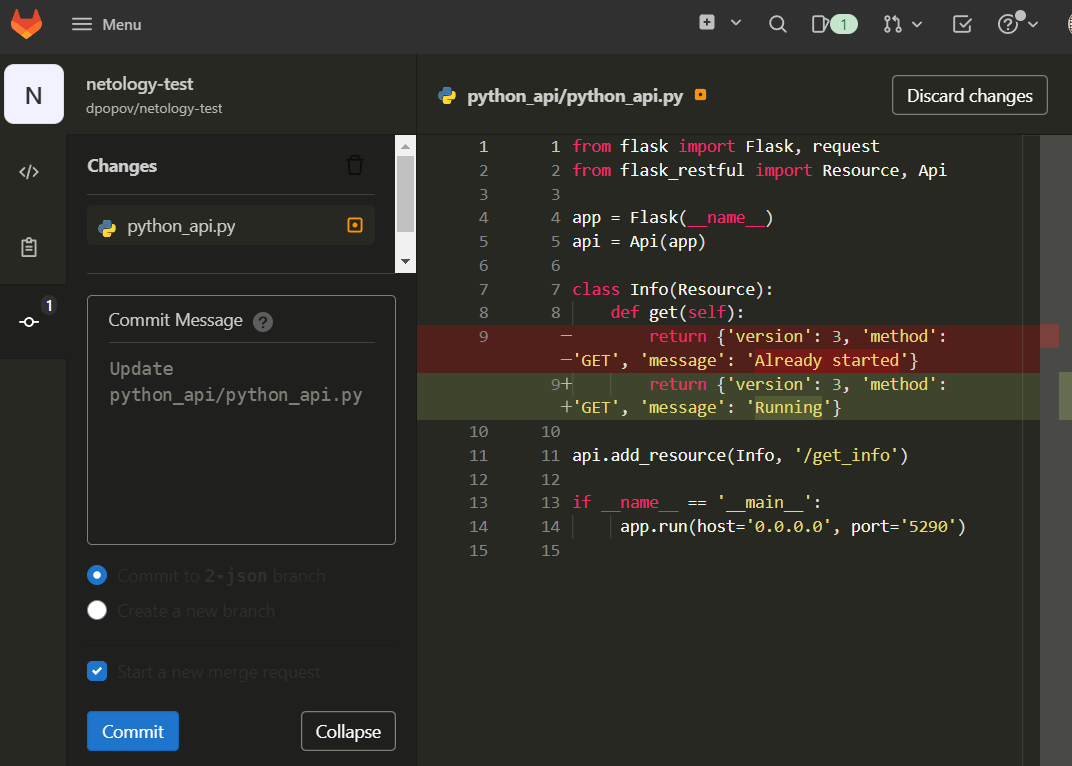 Menu
1
N
netology-test
dpopov/netology-test
python_api/python_api.py
Discard changes
Changes
python_api.py
1
Commit Message
Update
python_api/python_api.py
Commit to 2-json branch
Create a new branch
Start a new merge request
Commit
Collapse
1 1 from flask import Flask, request
2 2 from flask_restful import Resource, Api
3 3
4 4 app = Flask(__name__)
5 5 api = Api(app)
6 6
7 7 class Info(Resource):
8 8 def get(self):
9 − return {'version': 3, 'method':
−'GET', 'message': 'Already started'}
9+ return {'version': 3, 'method':
+'GET', 'message': 'Running'}
10 10
11 11 api.add_resource(Info, '/get_info')
12 12
13 13 if __name__ == '__main__':
14 14 app.run(host='0.0.0.0', port='5290')
15 15